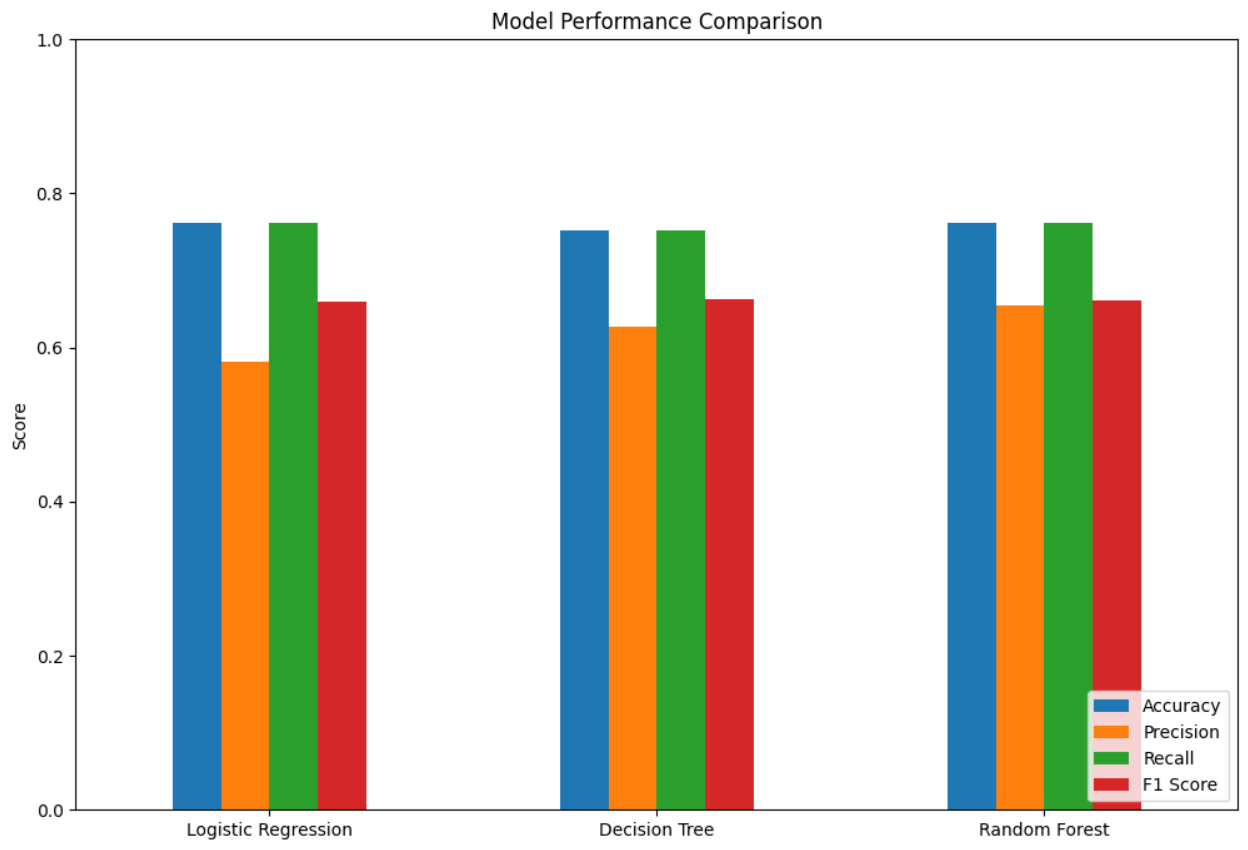 Model Performance Comparison
1.0
0.8
0.6
0.4
0.2
0.0
Score
Logistic Regression
Decision Tree
Random Forest
Accuracy
Precision
Recall
F1 Score